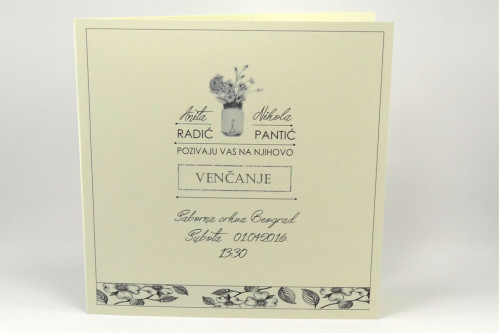 Anita Nikola
RADIĆ PANTIĆ
POZIVAJU VAS NA NJIHOVO
VENČANJE
Saborna crkva Beograd
Subota 01.04.2016.
13:30